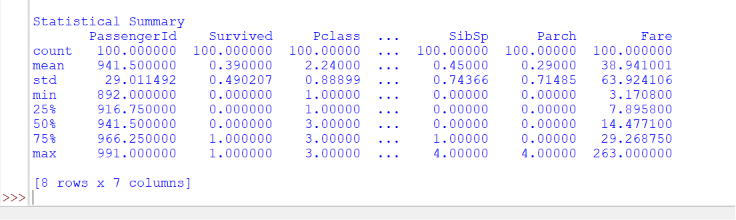 Statistical Summary
       PassengerId    Survived     Pclass  ...      SibSp      Parch        Fare
count   100.000000  100.000000  100.00000  ...  100.00000  100.00000  100.000000
mean    941.500000    0.390000    2.24000  ...    0.45000    0.29000   38.941001
std      29.011492    0.490207    0.88899  ...    0.74366    0.71485   63.924106
min     892.000000    0.000000    1.00000  ...    0.00000    0.00000    3.170800
25%     916.750000    0.000000    1.00000  ...    0.00000    0.00000    7.895800
50%     941.500000    0.000000    3.00000  ...    0.00000    0.00000   14.477100
75%     966.250000    1.000000    3.00000  ...    1.00000    0.00000   29.268750
max     991.000000    1.000000    3.00000  ...    4.00000    4.00000  263.000000
[8 rows x 7 columns]
>>>